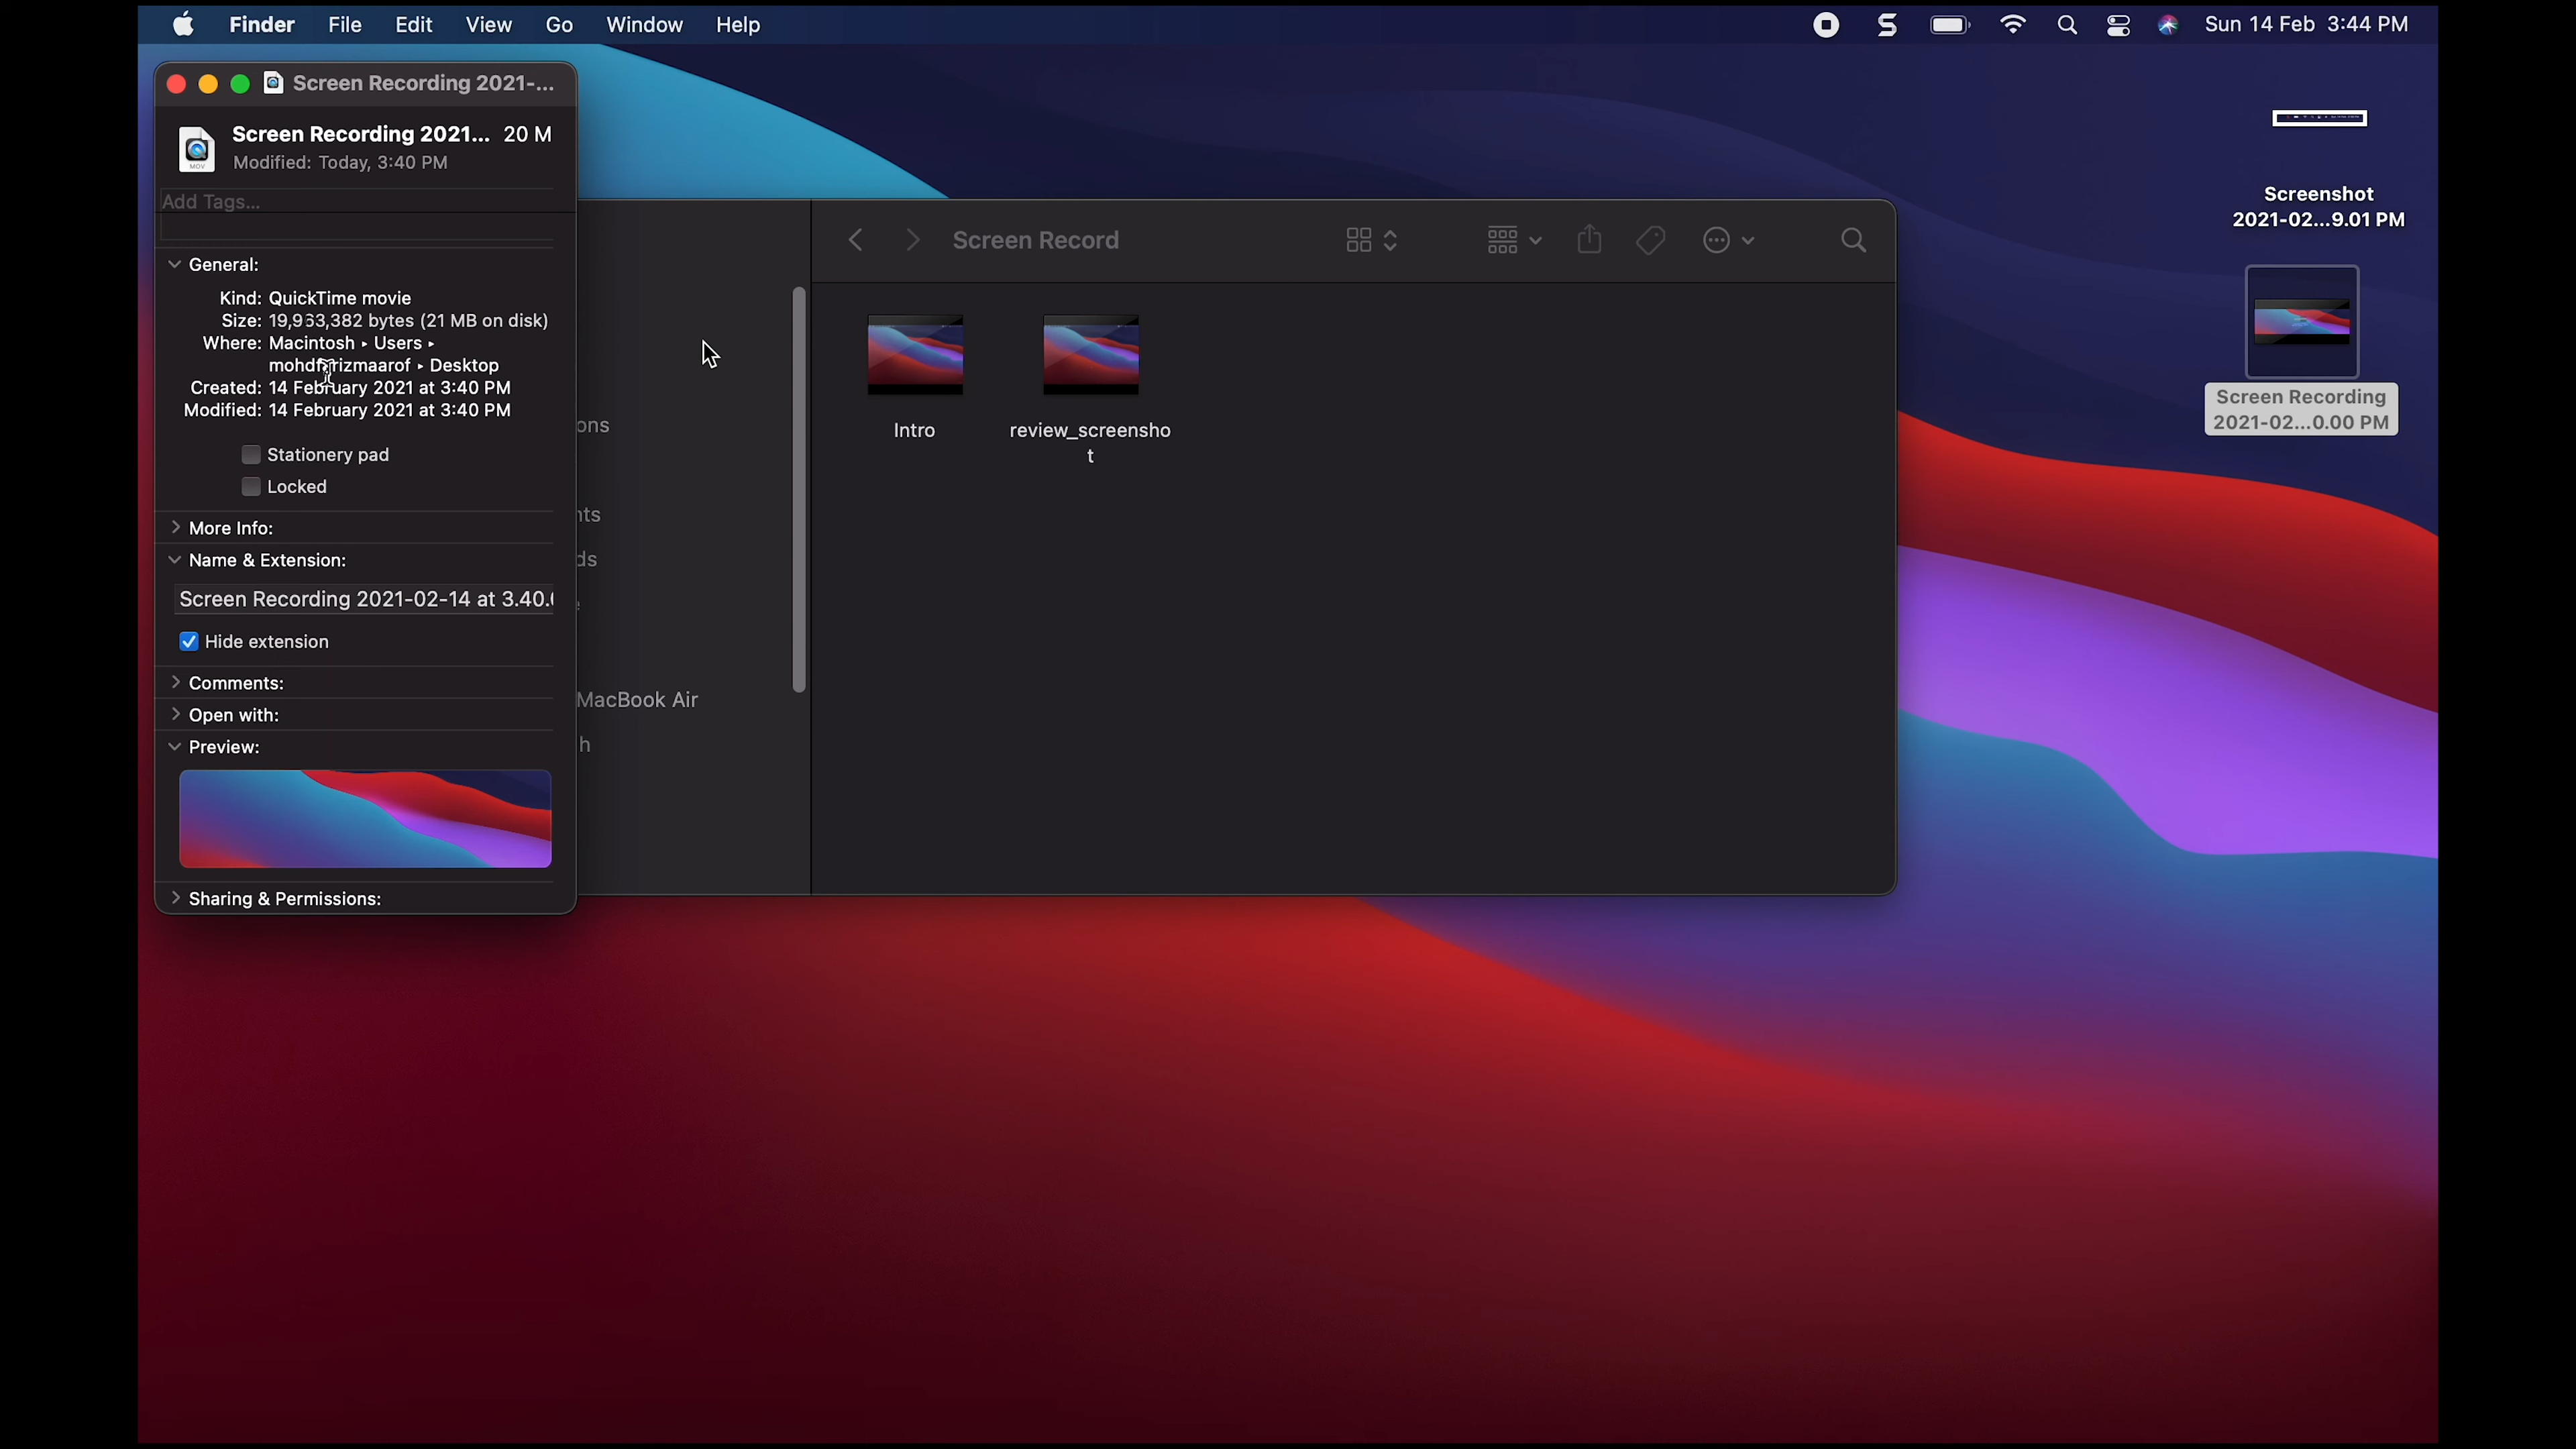 Finder File Edit View Go Window Help
Sun 14 Feb 3:44 PM
Screen Recording 2021-...
Screen Recording 2021... 20 M
MOV
Modified: Today, 3:40 PM
Add Tags...
General:
Kind: QuickTime movie
Size: 19,963,382 bytes (21 MB on disk)
Where: Macintosh ▸ Users ▸
mohdfarizmaarof ▸ Desktop
Created: 14 February 2021 at 3:40 PM
Modified: 14 February 2021 at 3:40 PM
Stationery pad
Locked
More Info:
Name & Extension:
Screen Recording 2021-02-14 at 3.40.
Hide extension
Comments:
Open with:
Preview:
Sharing & Permissions:
ons
nts
ds
MacBook Air
h
Screen Record
Intro
review_screensho
t
Screenshot
2021-02...9.01 PM
Screen Recording
2021-02...0.00 PM